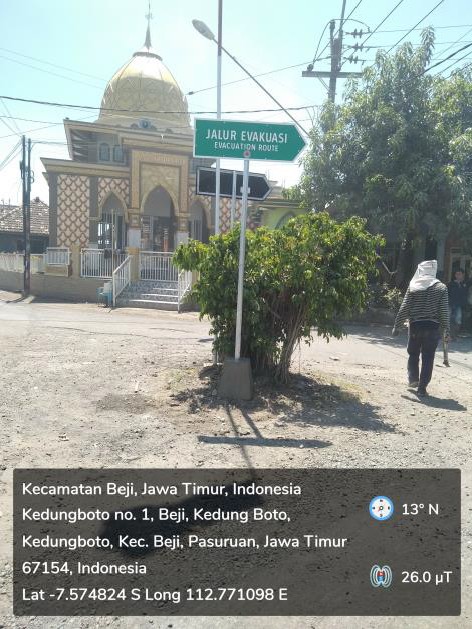 JALUR EVAKUASI
EVACUATION ROUTE
Kecamatan Beji, Jawa Timur, Indonesia
Kedungboto no. 1, Beji, Kedung Boto,
Kedungboto, Kec. Beji, Pasuruan, Jawa Timur
67154, Indonesia
Lat -7.574824 S Long 112.771098 E
13° N
26.0 µT